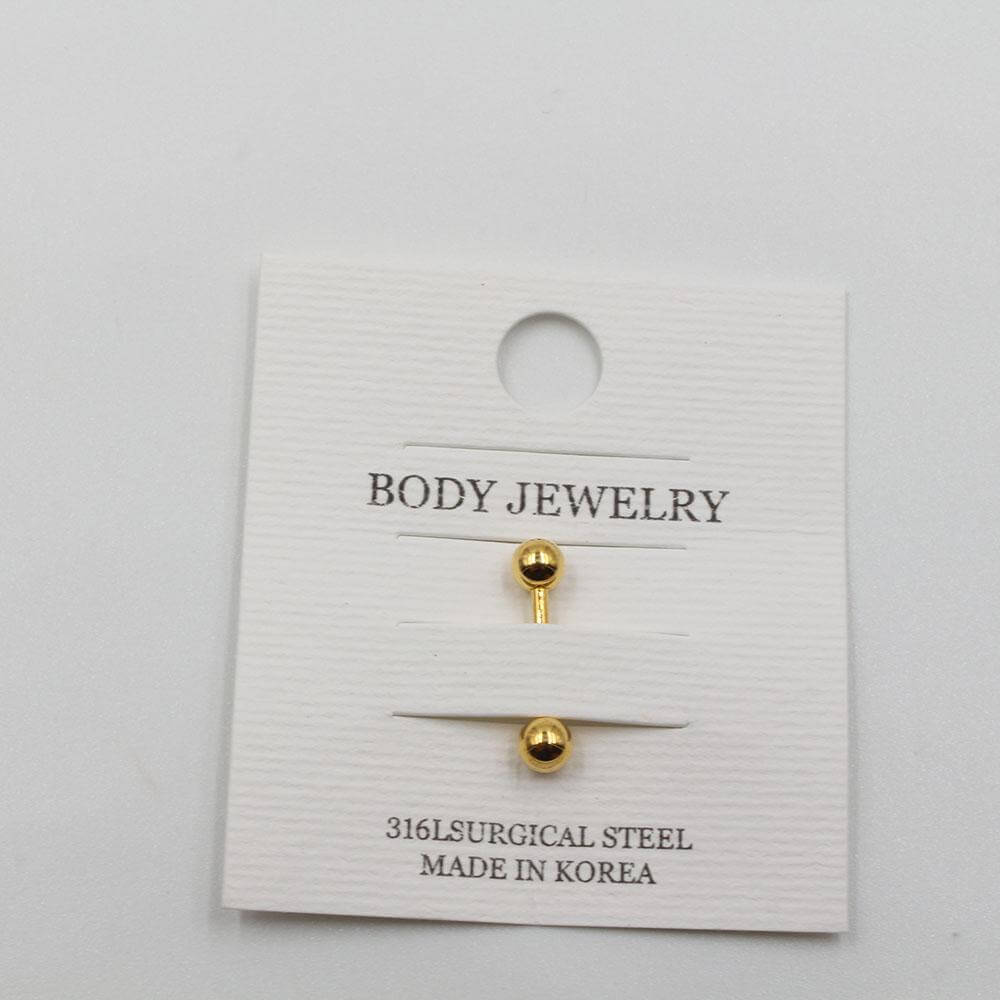 BODY JEWELRY
316LSURGICAL STEEL
MADE IN KOREA